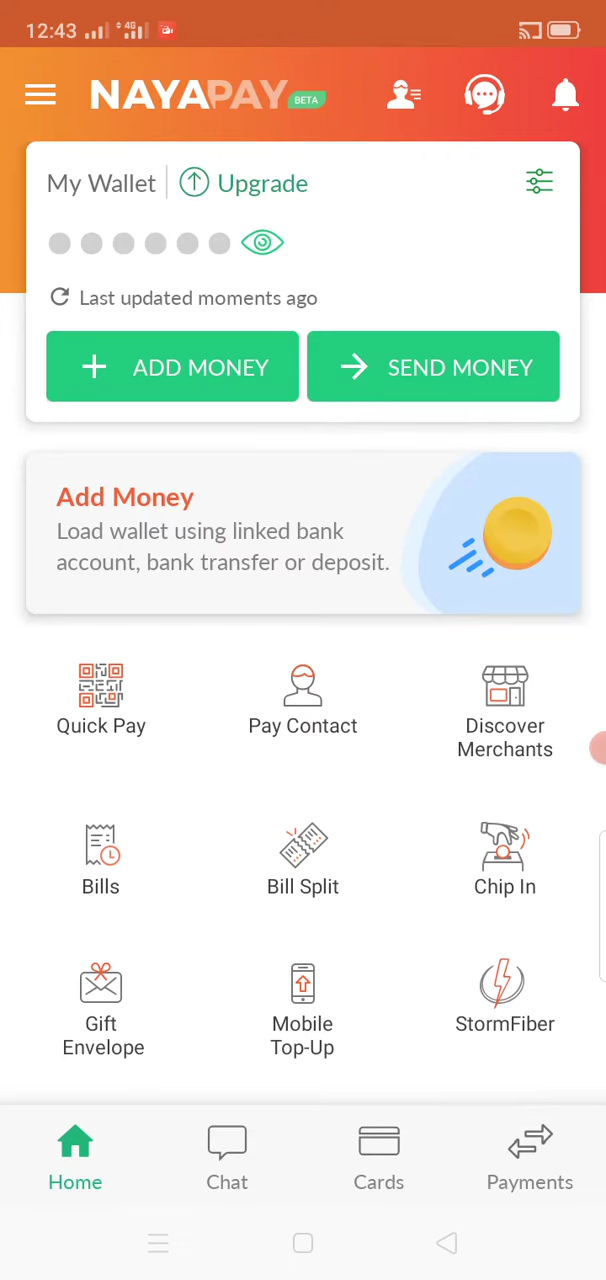 12:43 4G
NAYAPAY BETA
My Wallet Upgrade
Last updated moments ago
ADD MONEY SEND MONEY
Add Money
Load wallet using linked bank
account, bank transfer or deposit.
Quick Pay Pay Contact Discover
Merchants
Bills Bill Split Chip In
Gift Mobile StormFiber
Envelope Top-Up
Home Chat Cards Payments